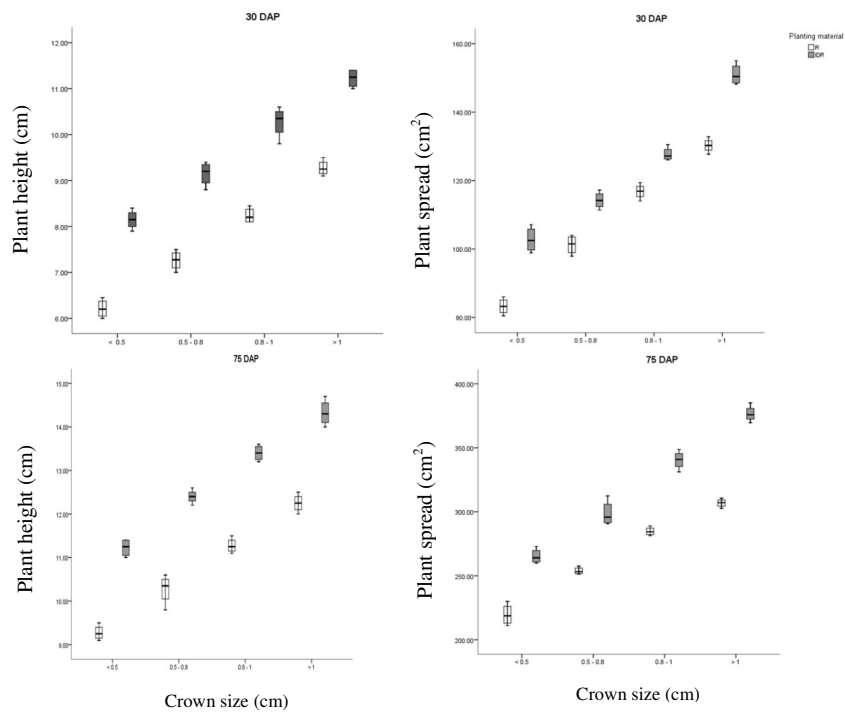 30 DAP
Plant height (cm)
12.00
11.00
10.00
9.00
8.00
7.00
6.00
< 0.5
0.5 - 0.8
0.8 - 1
> 1
30 DAP
Planting material
R
IDR
Plant spread (cm²)
160.00
140.00
120.00
100.00
80.00
< 0.5
0.5 - 0.8
0.8 - 1
> 1
75 DAP
Plant height (cm)
15.00
14.00
13.00
12.00
11.00
10.00
9.00
< 0.5
0.5 - 0.8
0.8 - 1
> 1
Crown size (cm)
75 DAP
Plant spread (cm²)
400.00
350.00
300.00
250.00
200.00
< 0.5
0.5 - 0.8
0.8 - 1
> 1
Crown size (cm)